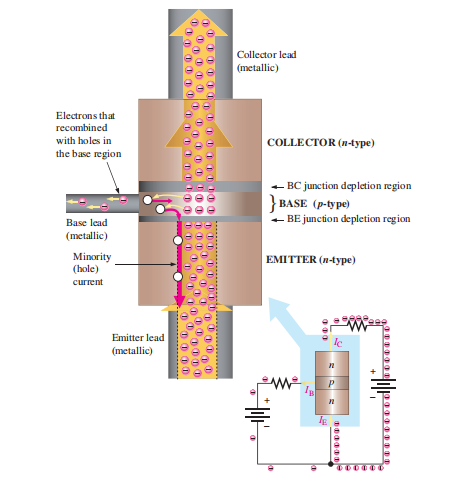 Collector lead
(metallic)
Electrons that
recombined
with holes in
the base region
COLLECTOR (n-type)
BC junction depletion region
BASE (p-type)
BE junction depletion region
Base lead
(metallic)
Minority
(hole)
current
EMITTER (n-type)
Emitter lead
(metallic)
IC
n
p
n
IB
IE
+
–
+
–